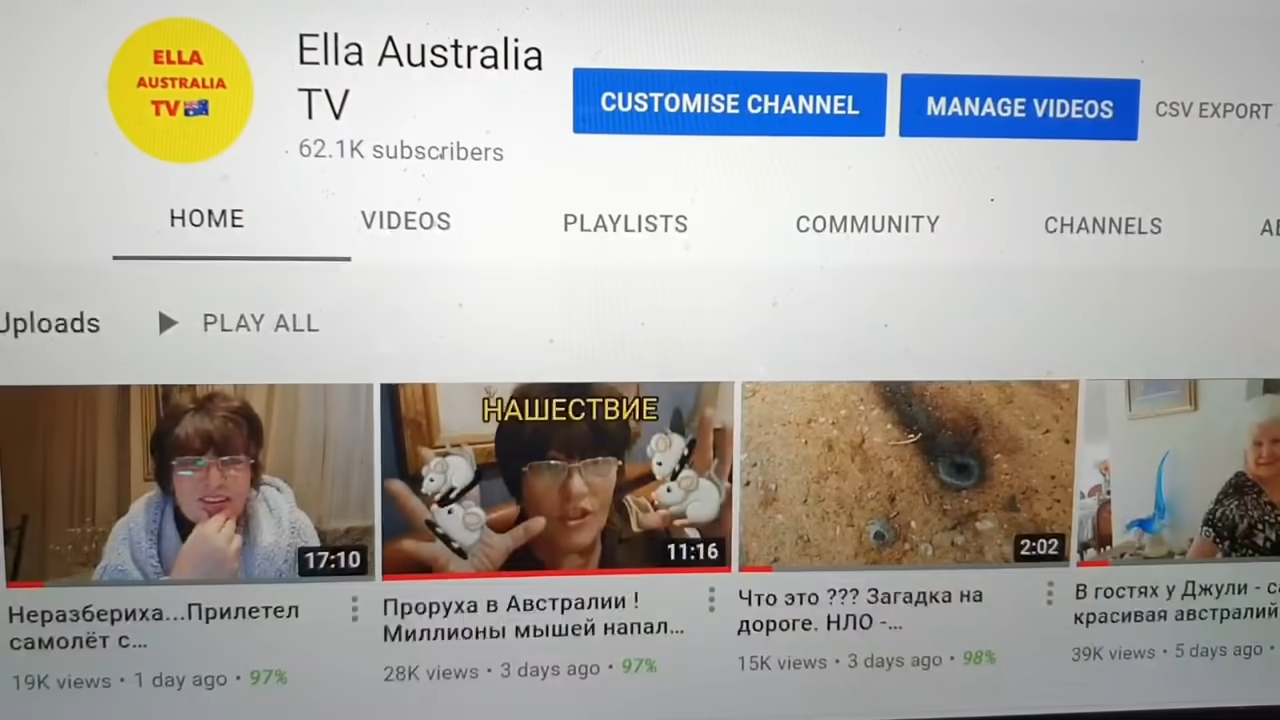 ELLA
AUSTRALIA
TV
Ella Australia
TV
62.1K subscribers
CUSTOMISE CHANNEL
MANAGE VIDEOS
CSV EXPORT
HOME
VIDEOS
PLAYLISTS
COMMUNITY
CHANNELS
Uploads
PLAY ALL
17:10
НАШЕСТВИЕ
11:16
2:02
Неразбериха...Прилетел
самолёт с...
19K views • 1 day ago • 97%
Проруха в Австралии !
Миллионы мышей напал...
28K views • 3 days ago • 97%
Что это ??? Загадка на
дороге. НЛО -...
15K views • 3 days ago • 98%
В гостях у Джули -
красивая австралий
39K views • 5 days ago •